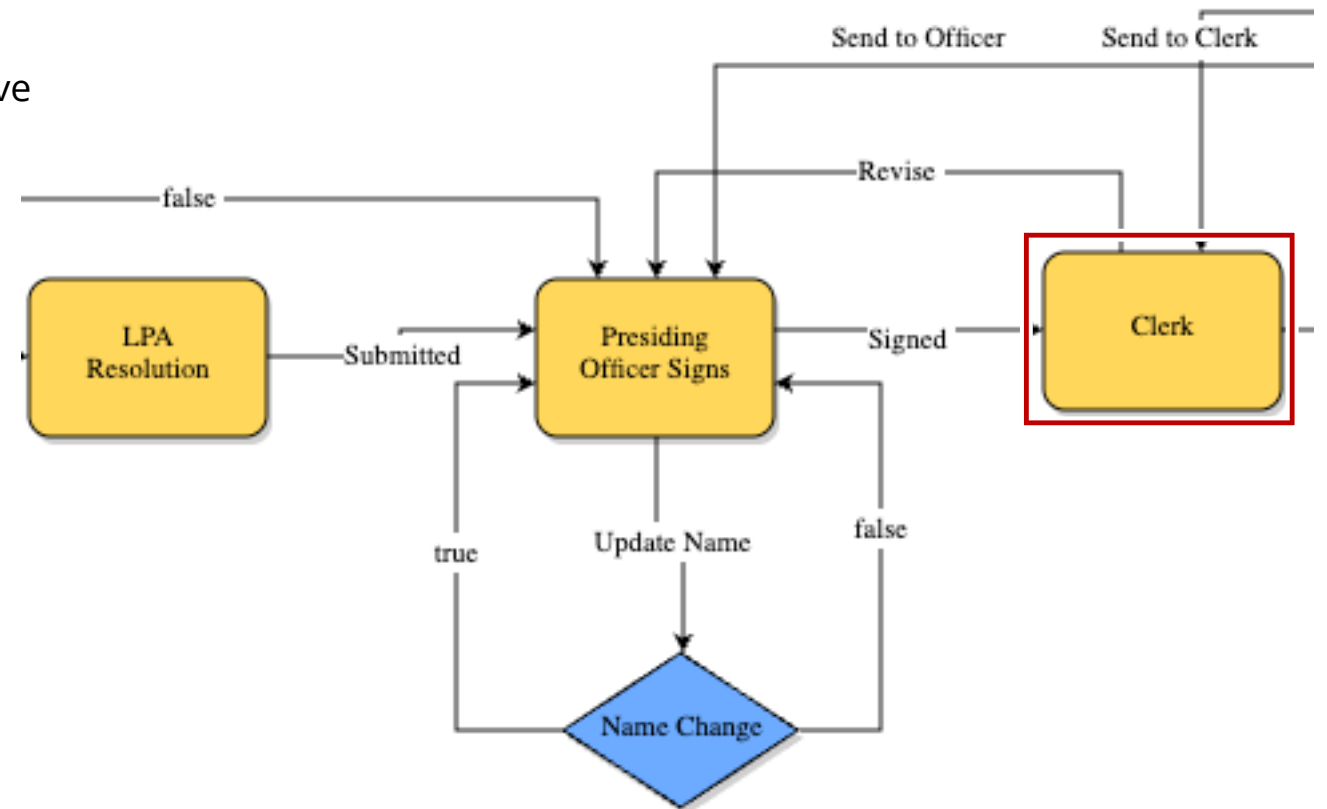 Send to Officer
Send to Clerk
ve
Revise
false
LPA
Resolution
Submitted
Presiding
Officer Signs
Signed
Clerk
true
Update Name
false
Name Change